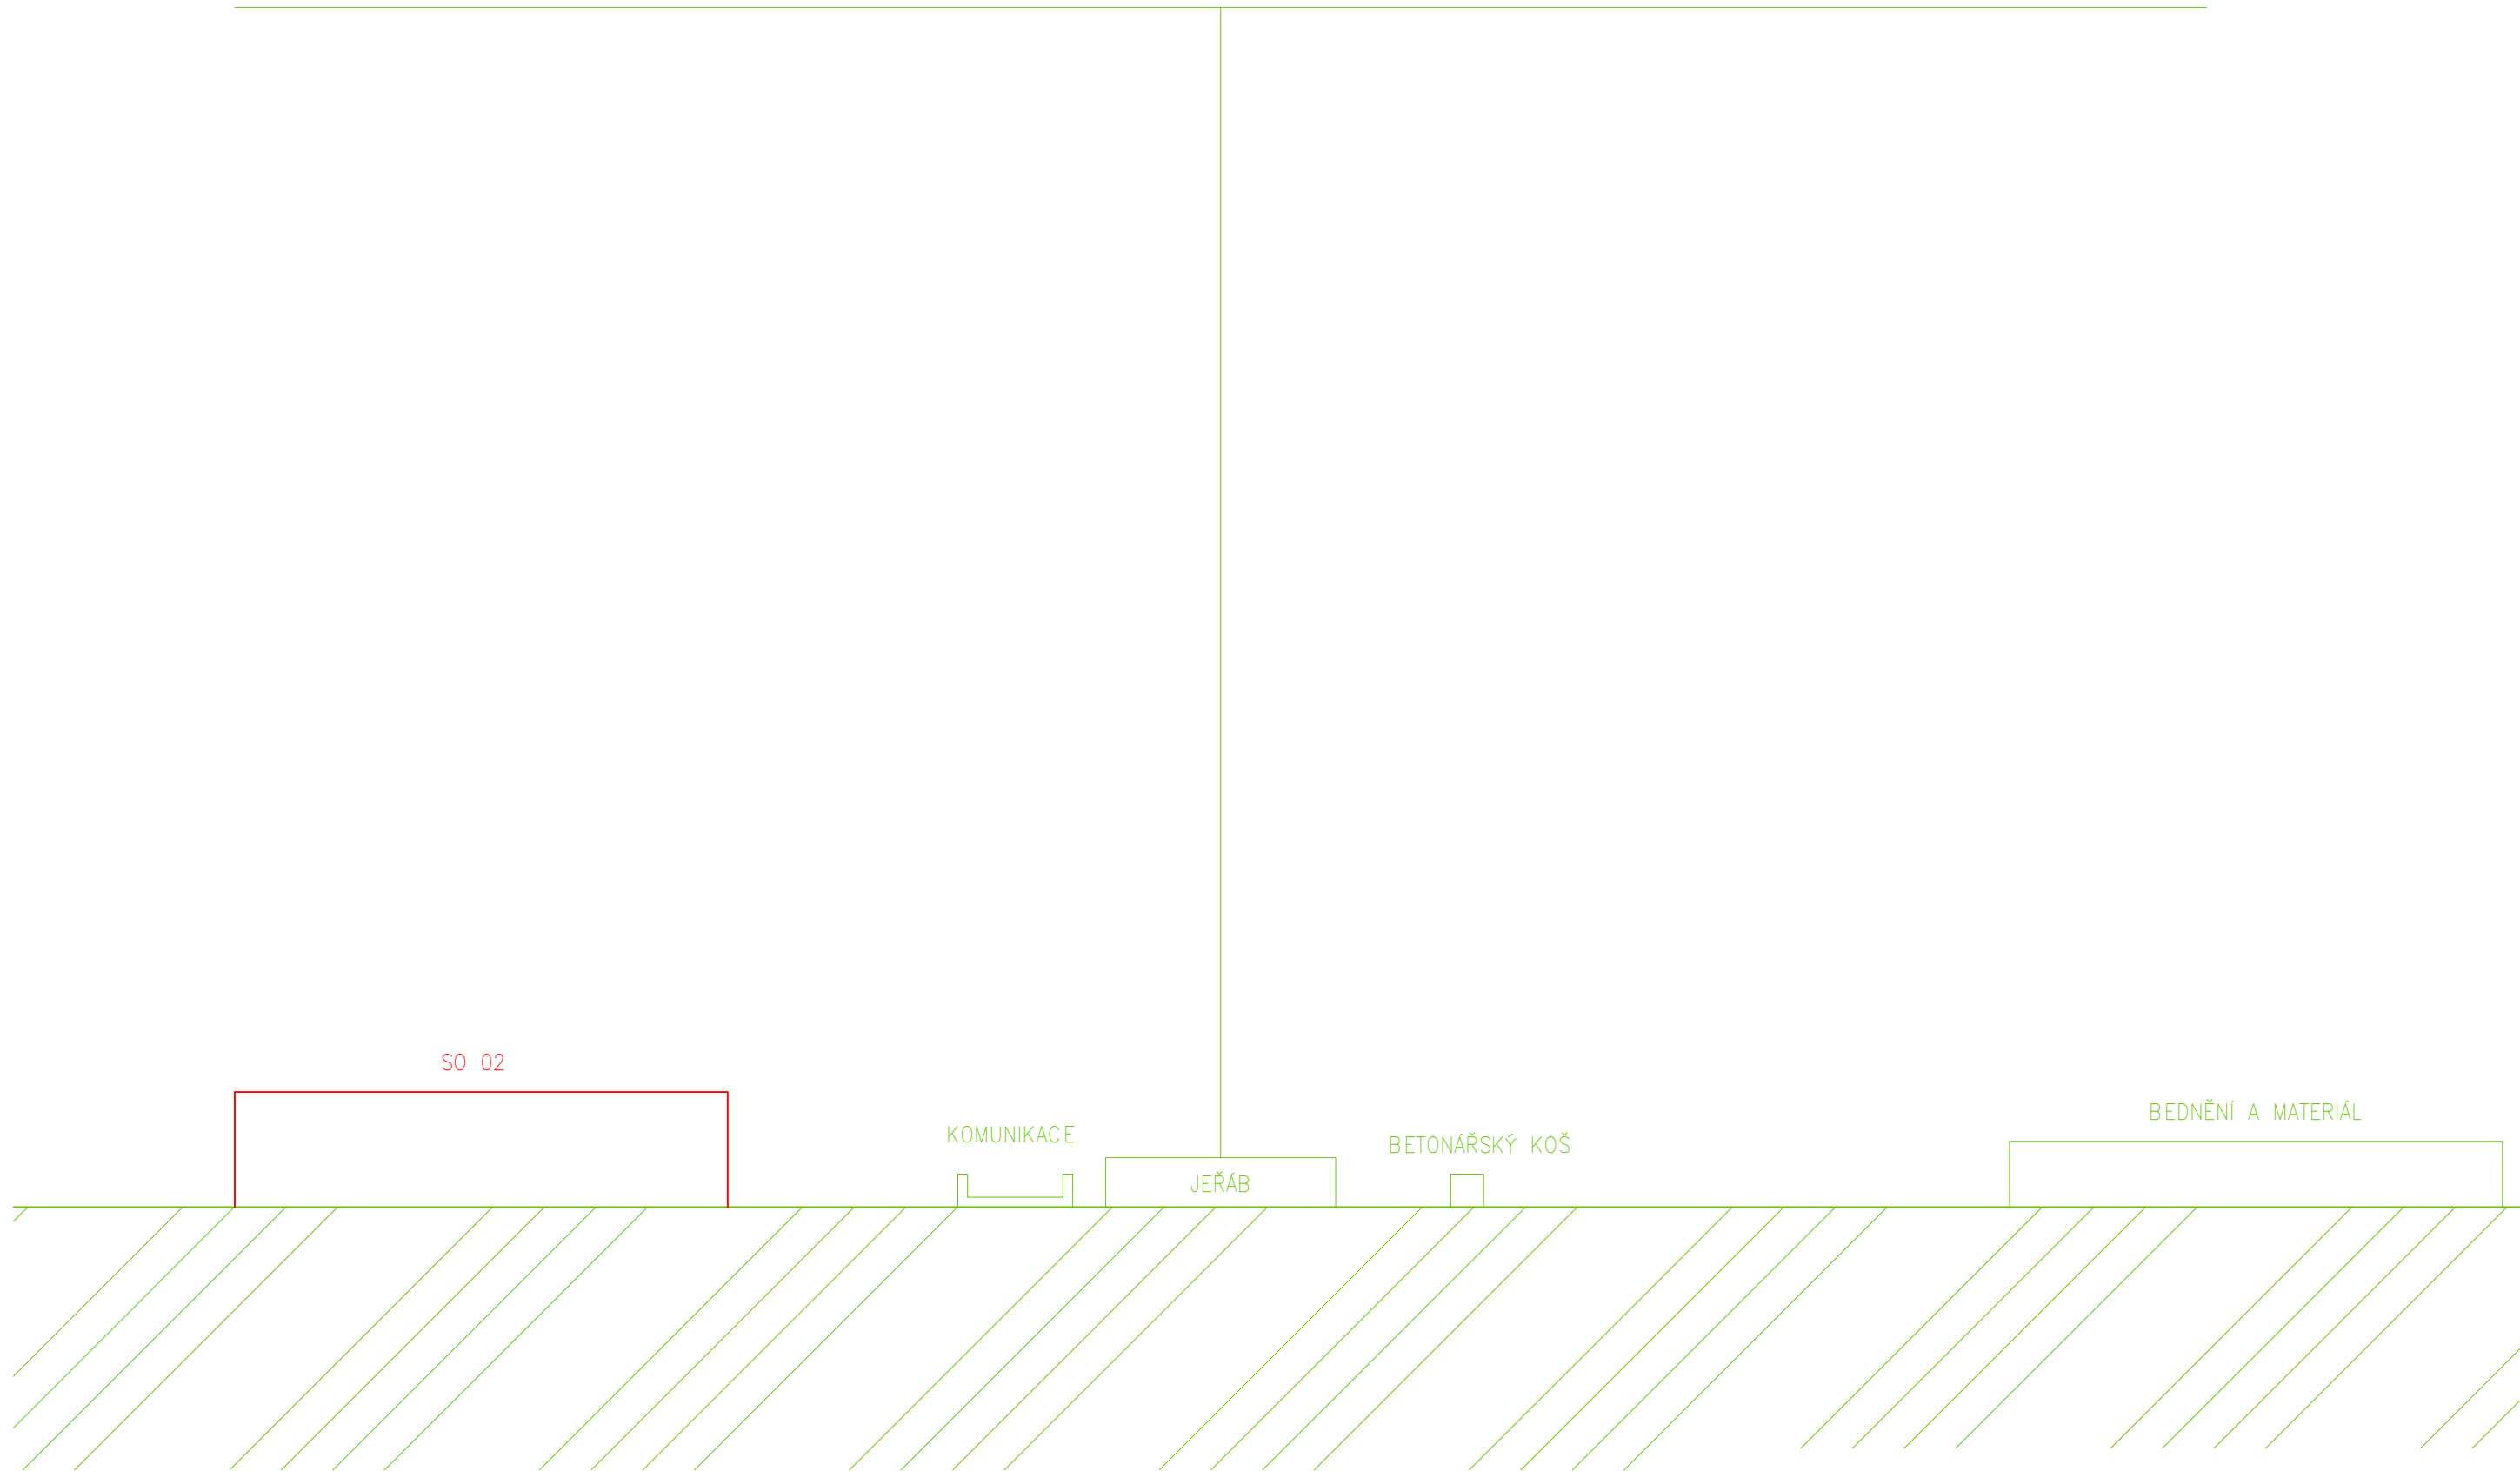 SO 02
KOMUNIKACE
JEŘÁB
BETONÁŘSKÝ KOŠ
BEDNĚNÍ A MATERIÁL